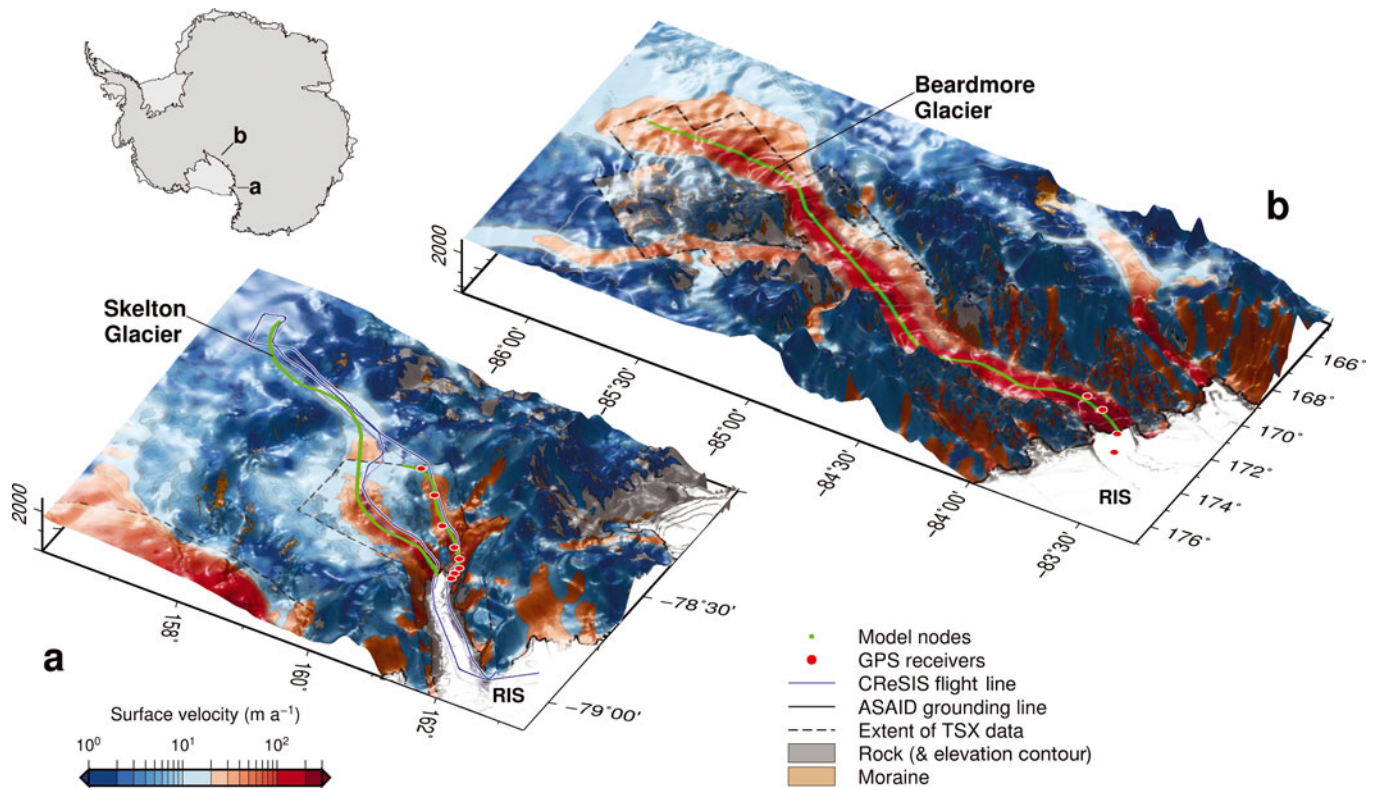 b
a
Beardmore
Glacier
b
2000
Skelton
Glacier
−86°00'
−85°30'
−85°00'
−84°30'
−84°00'
−83°30'
166°
168°
170°
172°
174°
176°
RIS
2000
158°
160°
162°
−78°30'
−79°00'
RIS
a
Surface velocity (m a⁻¹)
10⁰ 10¹ 10²
Model nodes
GPS receivers
CReSIS flight line
ASAID grounding line
Extent of TSX data
Rock (& elevation contour)
Moraine